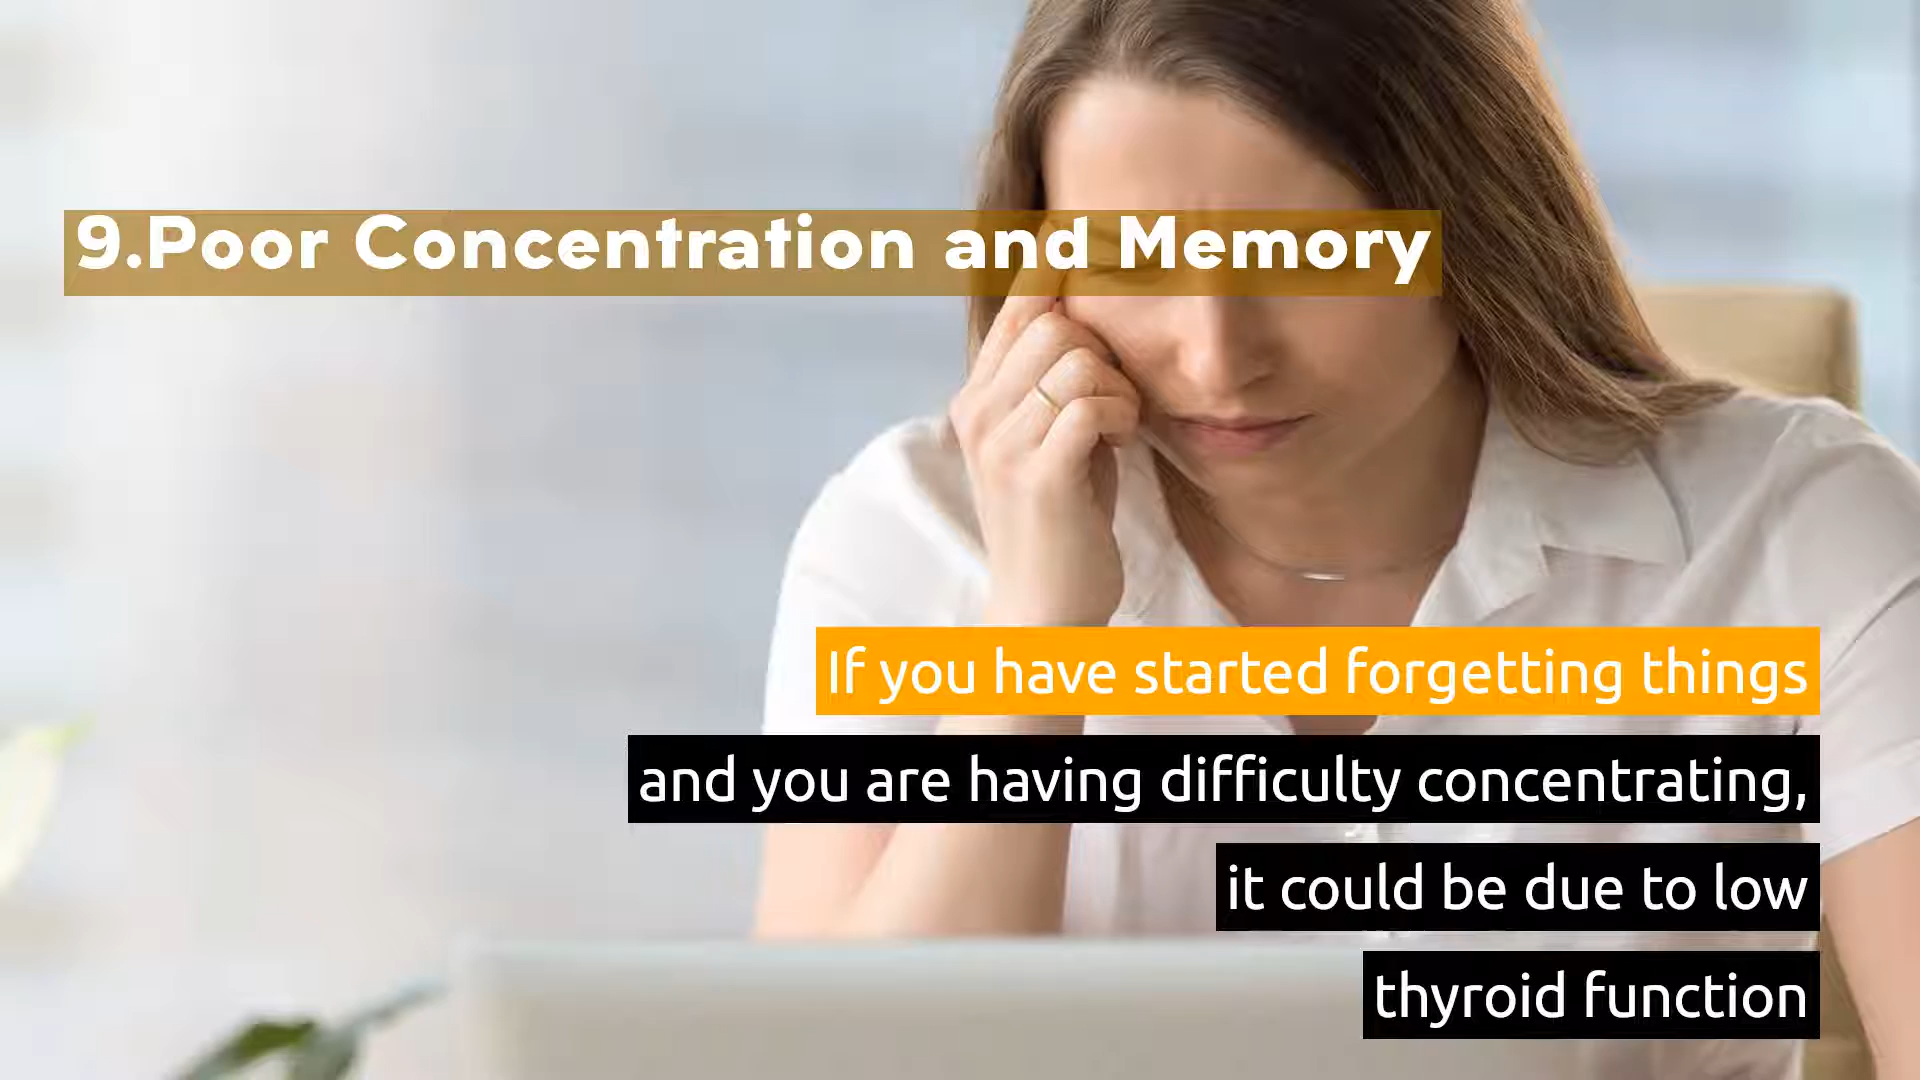 9.Poor Concentration and Memory
If you have started forgetting things
and you are having difficulty concentrating,
it could be due to low
thyroid function